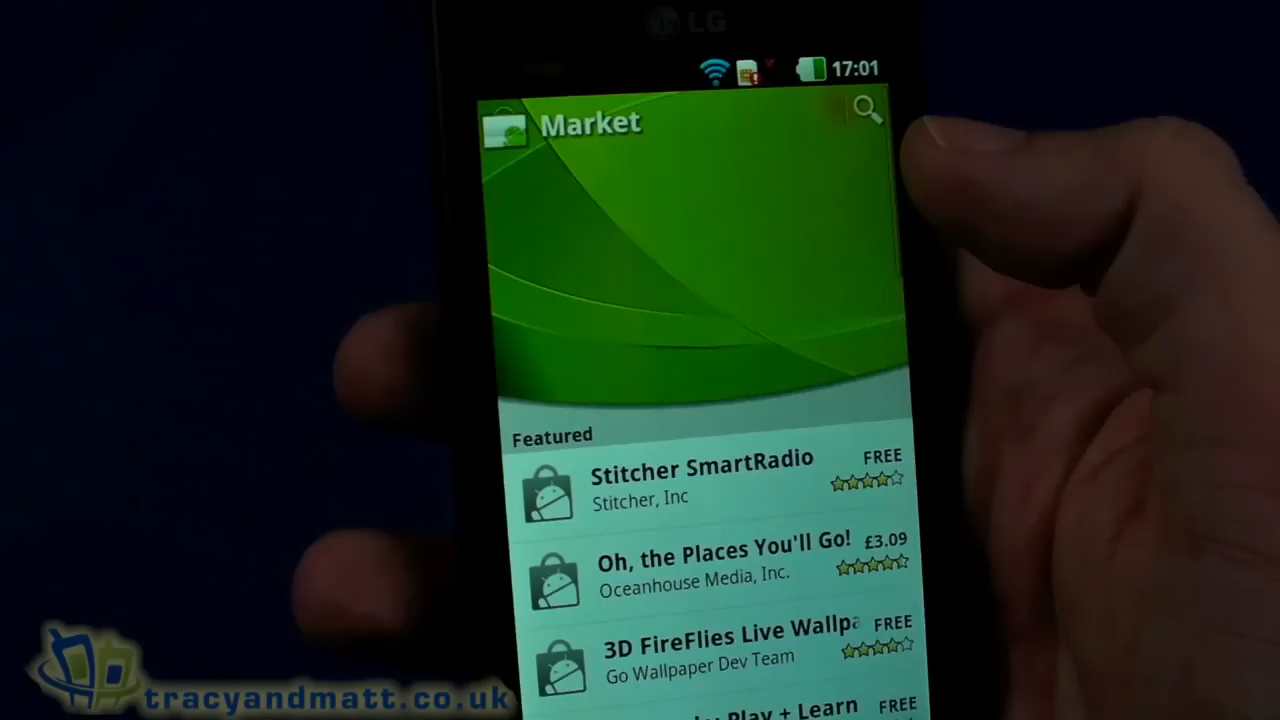 LG
17:01
Market
Featured
Stitcher SmartRadio FREE
Stitcher, Inc
Oh, the Places You'll Go! £3.09
Oceanhouse Media, Inc.
3D FireFlies Live Wallpa FREE
Go Wallpaper Dev Team
Play + Learn FREE
tracyandmatt.co.uk